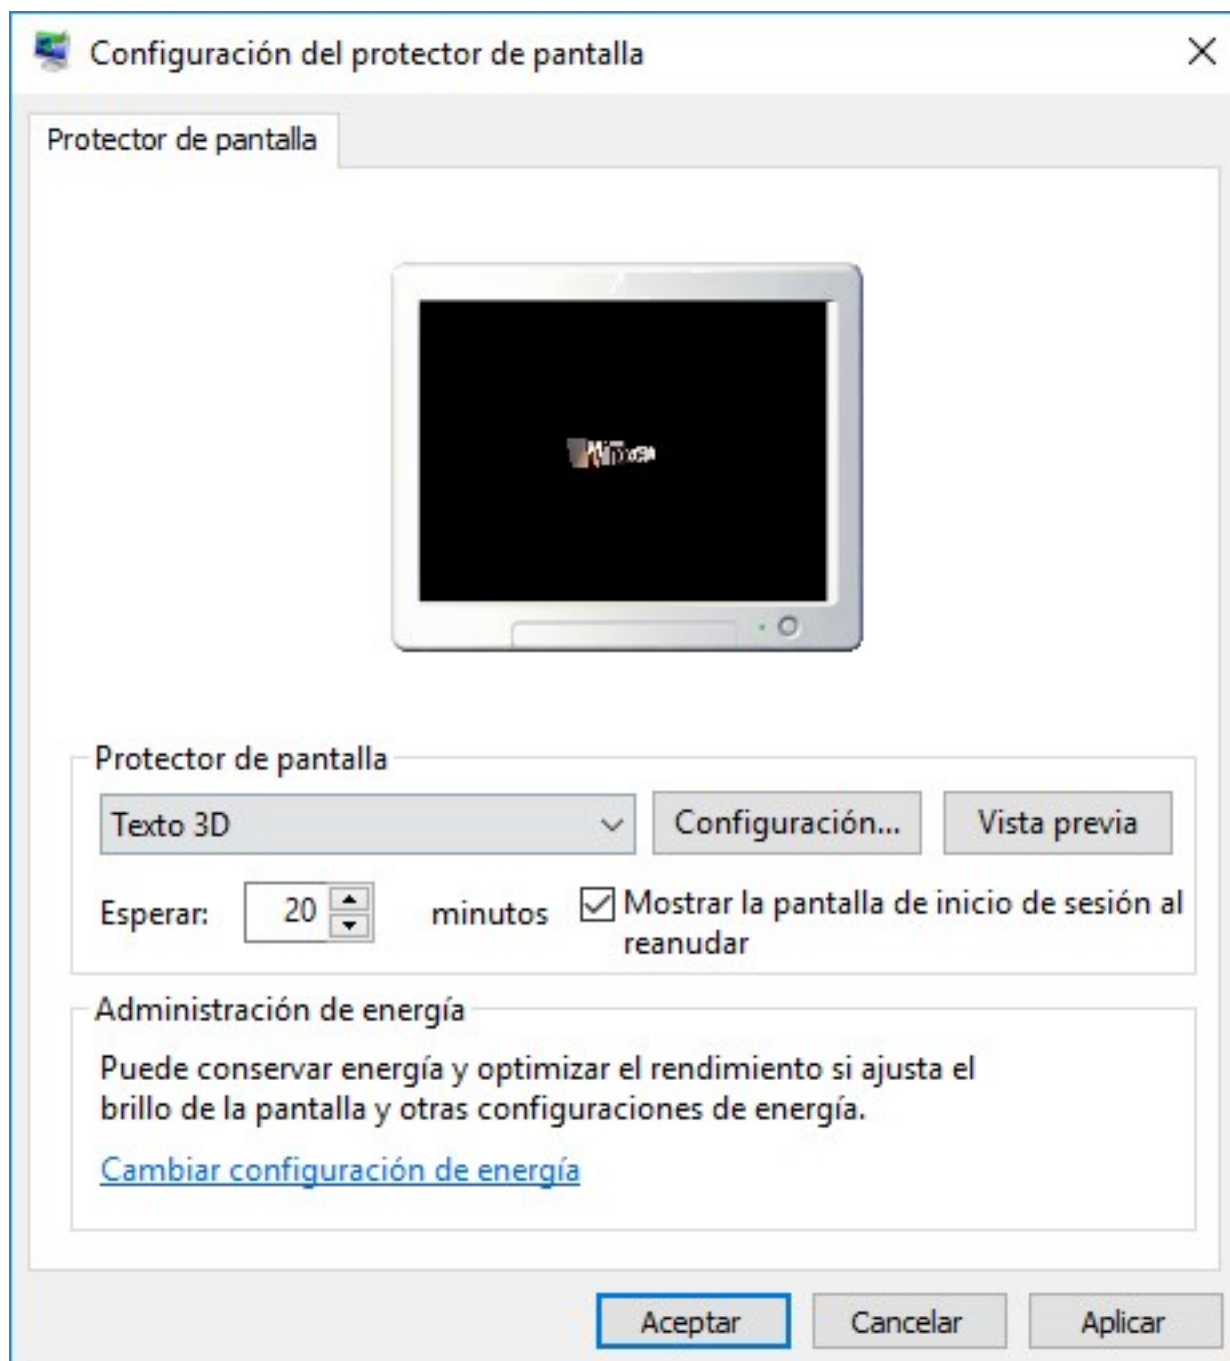 Configuración del protector de pantalla
Protector de pantalla
Protector de pantalla
Texto 3D
Configuración...
Vista previa
Esperar: 20 minutos
Mostrar la pantalla de inicio de sesión al
reanudar
Administración de energía
Puede conservar energía y optimizar el rendimiento si ajusta el
brillo de la pantalla y otras configuraciones de energía.
Cambiar configuración de energía
Aceptar
Cancelar
Aplicar